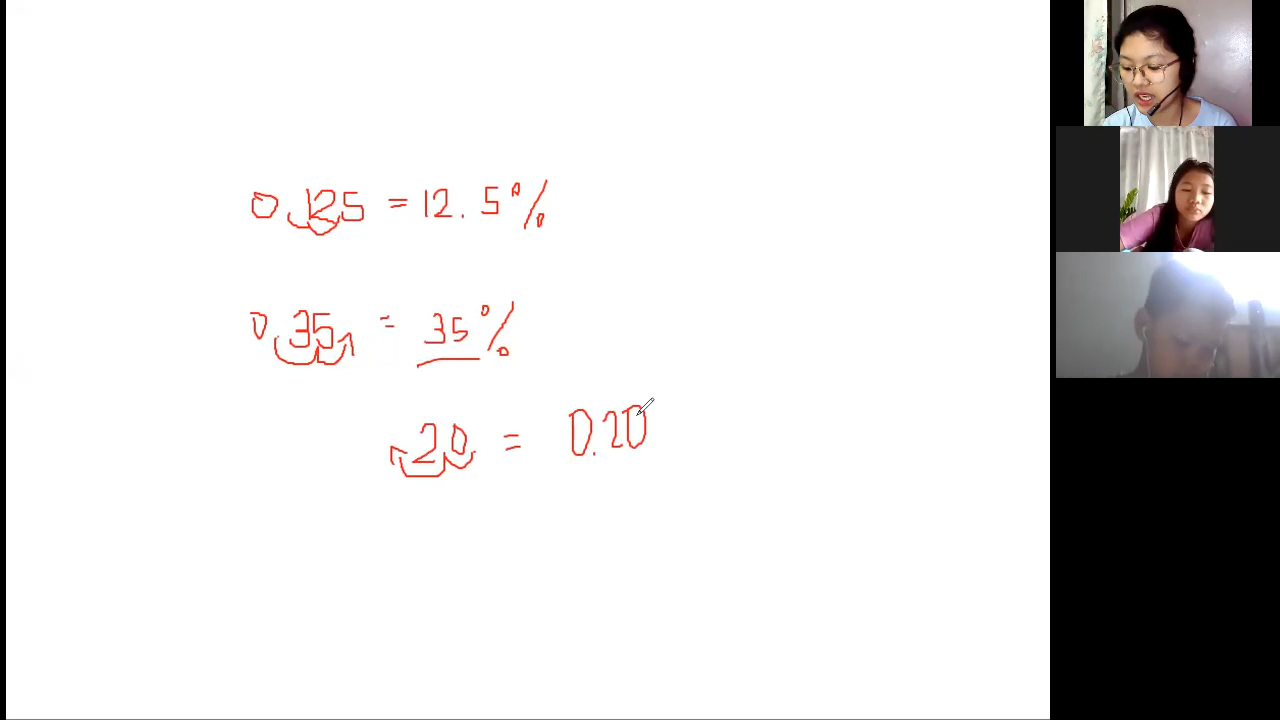 0.125 = 12.5%
0.35 = 35%
20. = 0.20